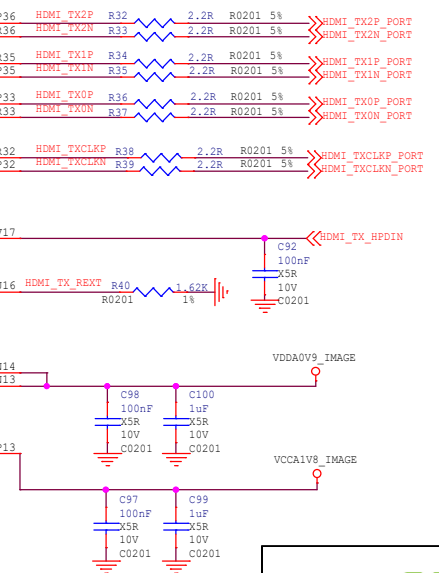 P36 HDMI_TX2P R32 2.2R R0201 5% HDMI_TX2P_PORT
R36 HDMI_TX2N R33 2.2R R0201 5% HDMI_TX2N_PORT
R35 HDMI_TX1P R34 2.2R R0201 5% HDMI_TX1P_PORT
P35 HDMI_TX1N R35 2.2R R0201 5% HDMI_TX1N_PORT
P33 HDMI_TX0P R36 2.2R R0201 5% HDMI_TX0P_PORT
R33 HDMI_TX0N R37 2.2R R0201 5% HDMI_TX0N_PORT
R32 HDMI_TXCLKP R38 2.2R R0201 5% HDMI_TXCLKP_PORT
P32 HDMI_TXCLKN R39 2.2R R0201 5% HDMI_TXCLKN_PORT
V17 HDMI_TX_HPDIN
C92
100nF
X5R
10V
C0201
HDMI_TX_REXT R40 1.62K
R0201 1%
VDDA0V9_IMAGE
C98 C100
100nF 1uF
X5R X5R
10V 10V
C0201 C0201
P13
VCCA1V8_IMAGE
C97 C99
100nF 1uF
X5R X5R
10V 10V
C0201 C0201